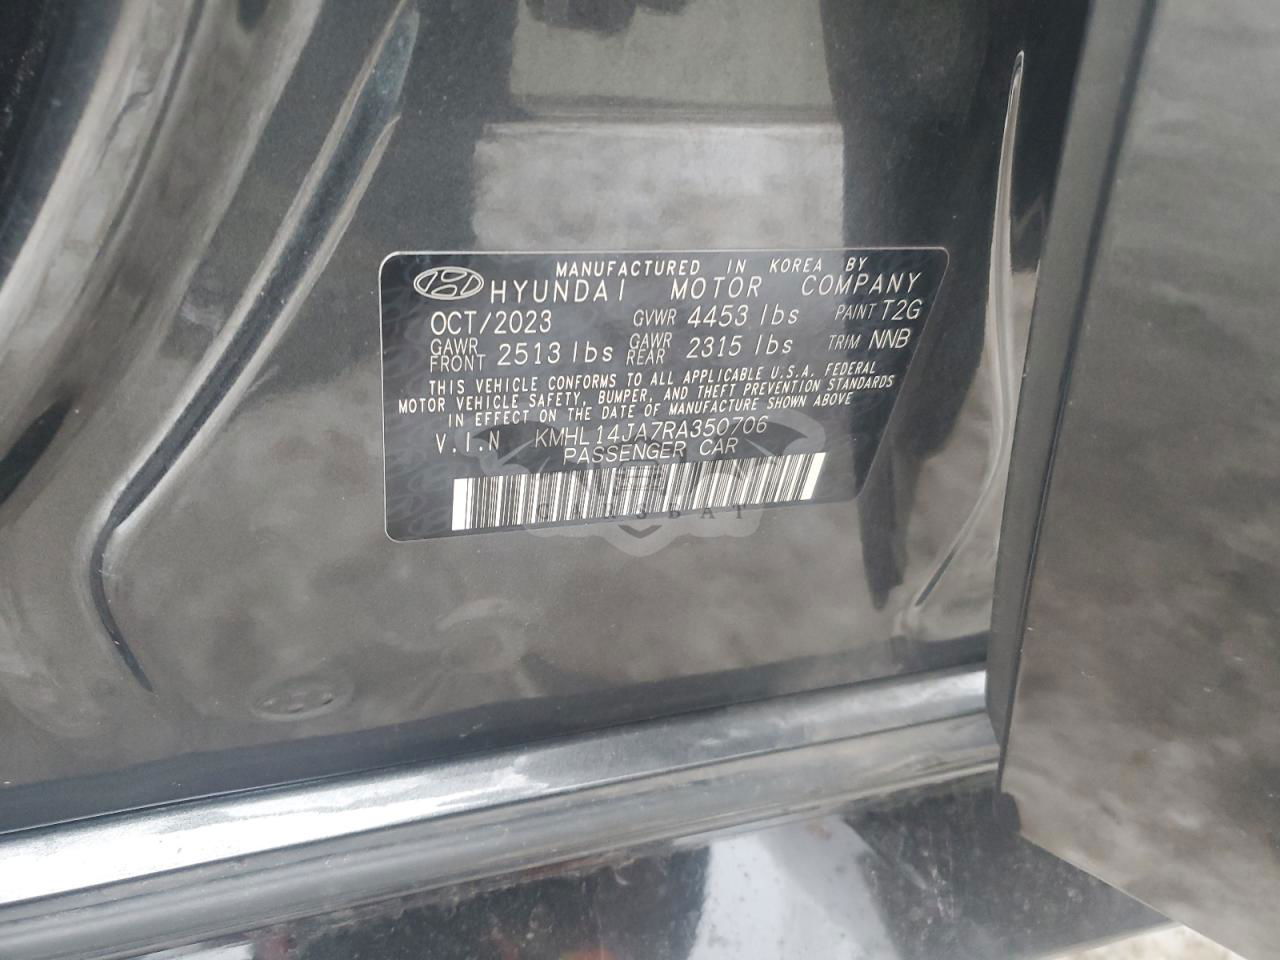 MANUFACTURED IN KOREA BY
HYUNDAI MOTOR COMPANY
OCT/2023 GVWR 4453 lbs PAINT T2G
GAWR FRONT 2513 lbs GAWR REAR 2315 lbs TRIM NNB
THIS VEHICLE CONFORMS TO ALL APPLICABLE U.S.A. FEDERAL
MOTOR VEHICLE SAFETY, BUMPER, AND THEFT PREVENTION STANDARDS
IN EFFECT ON THE DATE OF MANUFACTURE SHOWN ABOVE
V.I.N KMHL14JA7RA350706
PASSENGER CAR